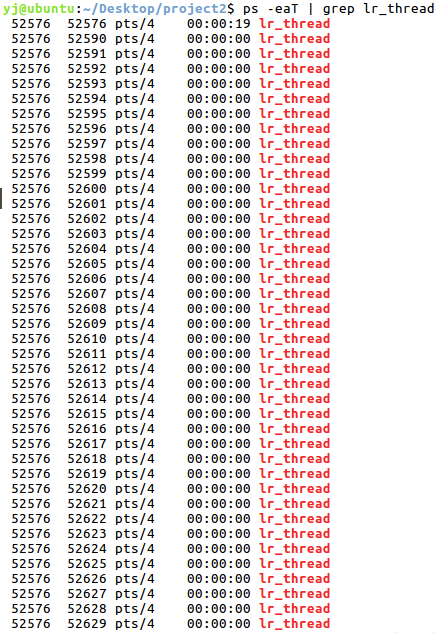 yj@ubuntu:~/Desktop/project2$ ps -eaT | grep lr_thread
52576 52576 pts/4 00:00:19 lr_thread
52576 52590 pts/4 00:00:00 lr_thread
52576 52591 pts/4 00:00:00 lr_thread
52576 52592 pts/4 00:00:00 lr_thread
52576 52593 pts/4 00:00:00 lr_thread
52576 52594 pts/4 00:00:00 lr_thread
52576 52595 pts/4 00:00:00 lr_thread
52576 52596 pts/4 00:00:00 lr_thread
52576 52597 pts/4 00:00:00 lr_thread
52576 52598 pts/4 00:00:00 lr_thread
52576 52599 pts/4 00:00:00 lr_thread
52576 52600 pts/4 00:00:00 lr_thread
52576 52601 pts/4 00:00:00 lr_thread
52576 52602 pts/4 00:00:00 lr_thread
52576 52603 pts/4 00:00:00 lr_thread
52576 52604 pts/4 00:00:00 lr_thread
52576 52605 pts/4 00:00:00 lr_thread
52576 52606 pts/4 00:00:00 lr_thread
52576 52607 pts/4 00:00:00 lr_thread
52576 52608 pts/4 00:00:00 lr_thread
52576 52609 pts/4 00:00:00 lr_thread
52576 52610 pts/4 00:00:00 lr_thread
52576 52611 pts/4 00:00:00 lr_thread
52576 52612 pts/4 00:00:00 lr_thread
52576 52613 pts/4 00:00:00 lr_thread
52576 52614 pts/4 00:00:00 lr_thread
52576 52615 pts/4 00:00:00 lr_thread
52576 52616 pts/4 00:00:00 lr_thread
52576 52617 pts/4 00:00:00 lr_thread
52576 52618 pts/4 00:00:00 lr_thread
52576 52619 pts/4 00:00:00 lr_thread
52576 52620 pts/4 00:00:00 lr_thread
52576 52621 pts/4 00:00:00 lr_thread
52576 52622 pts/4 00:00:00 lr_thread
52576 52623 pts/4 00:00:00 lr_thread
52576 52624 pts/4 00:00:00 lr_thread
52576 52625 pts/4 00:00:00 lr_thread
52576 52626 pts/4 00:00:00 lr_thread
52576 52627 pts/4 00:00:00 lr_thread
52576 52628 pts/4 00:00:00 lr_thread
52576 52629 pts/4 00:00:00 lr_thread